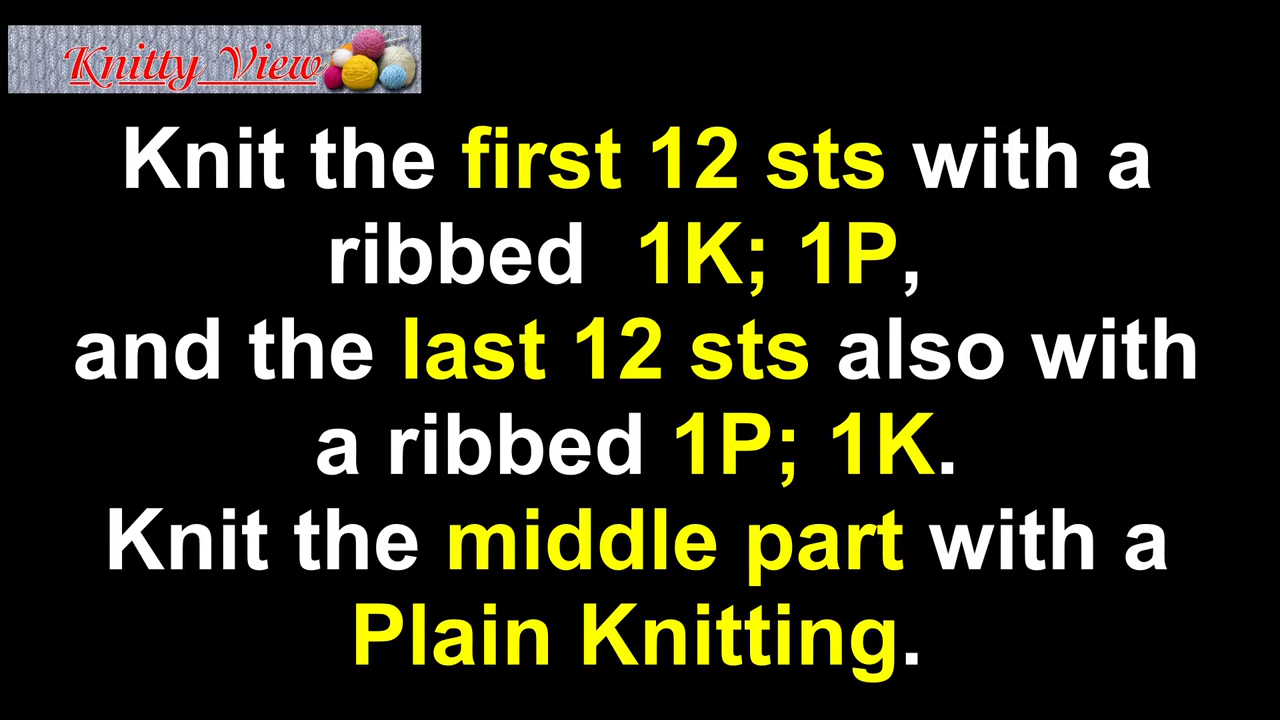 Knitty View
Knit the first 12 sts with a
ribbed 1K; 1P,
and the last 12 sts also with
a ribbed 1P; 1K.
Knit the middle part with a
Plain Knitting.